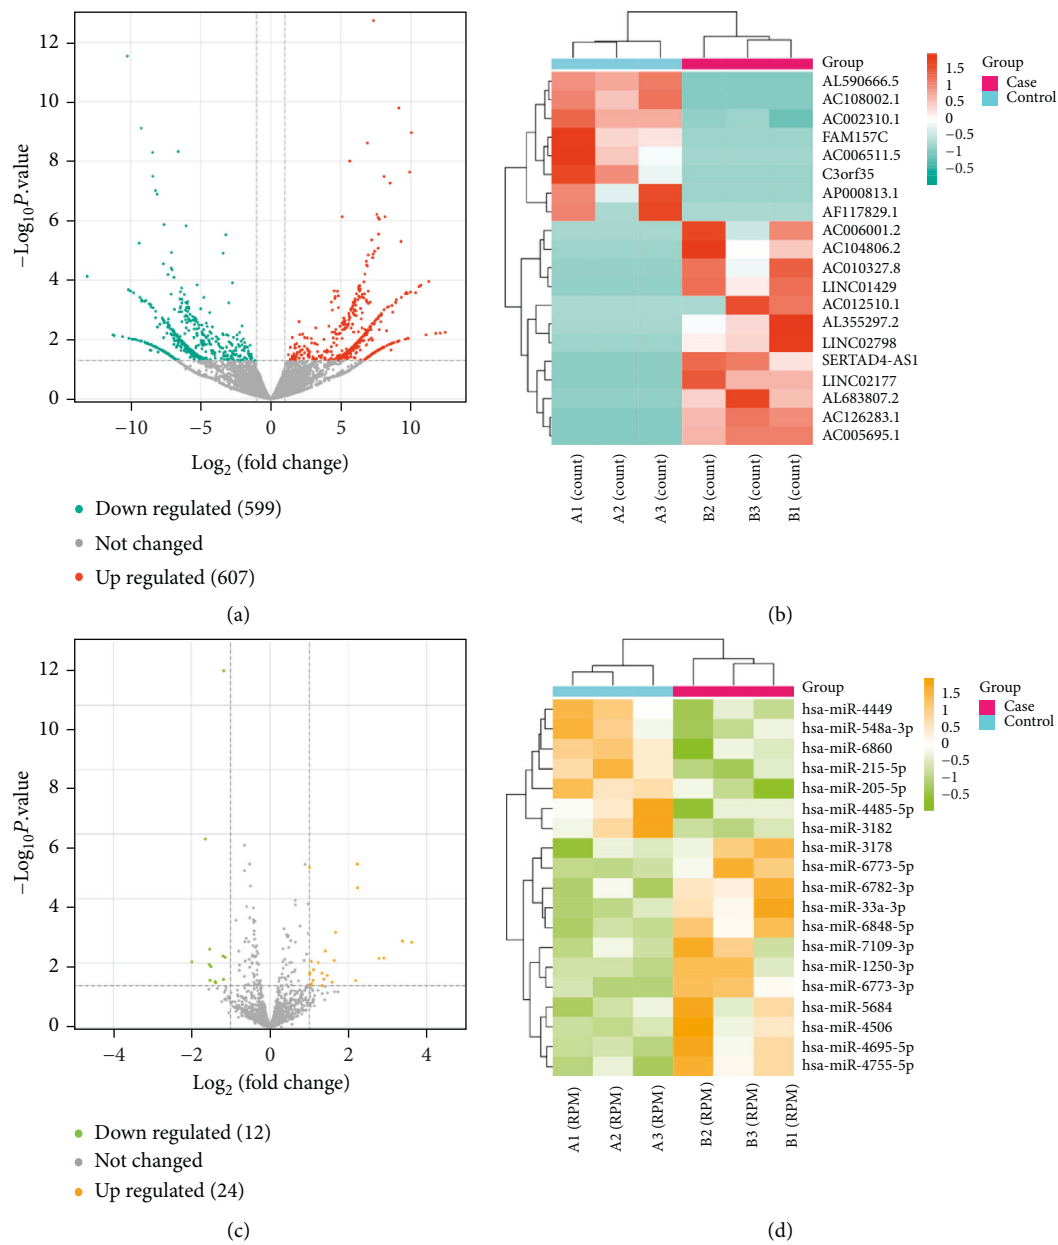 12
10
8
6
4
2
0
−Log10P.value
−10
−5
0
5
10
Log2 (fold change)
Down regulated (599)
Not changed
Up regulated (607)
(a)
Group
AL590666.5
AC108002.1
AC002310.1
FAM157C
AC006511.5
C3orf35
AP000813.1
AF117829.1
AC006001.2
AC104806.2
AC010327.8
LINC01429
AC012510.1
AL355297.2
LINC02798
SERTAD4-AS1
LINC02177
AL683807.2
AC126283.1
AC005695.1
A1 (count)
A2 (count)
A3 (count)
B2 (count)
B3 (count)
B1 (count)
1.5
1
0.5
0
−0.5
−1
−0.5
Group
Case
Control
(b)
12
10
8
6
4
2
0
−Log10P.value
−4
−2
0
2
4
Log2 (fold change)
Down regulated (12)
Not changed
Up regulated (24)
(c)
Group
hsa-miR-4449
hsa-miR-548a-3p
hsa-miR-6860
hsa-miR-215-5p
hsa-miR-205-5p
hsa-miR-4485-5p
hsa-miR-3182
hsa-miR-3178
hsa-miR-6773-5p
hsa-miR-6782-3p
hsa-miR-33a-3p
hsa-miR-6848-5p
hsa-miR-7109-3p
hsa-miR-1250-3p
hsa-miR-6773-3p
hsa-miR-5684
hsa-miR-4506
hsa-miR-4695-5p
hsa-miR-4755-5p
A1 (RPM)
A2 (RPM)
A3 (RPM)
B2 (RPM)
B3 (RPM)
B1 (RPM)
1.5
1
0.5
0
−0.5
−1
−0.5
Group
Case
Control
(d)